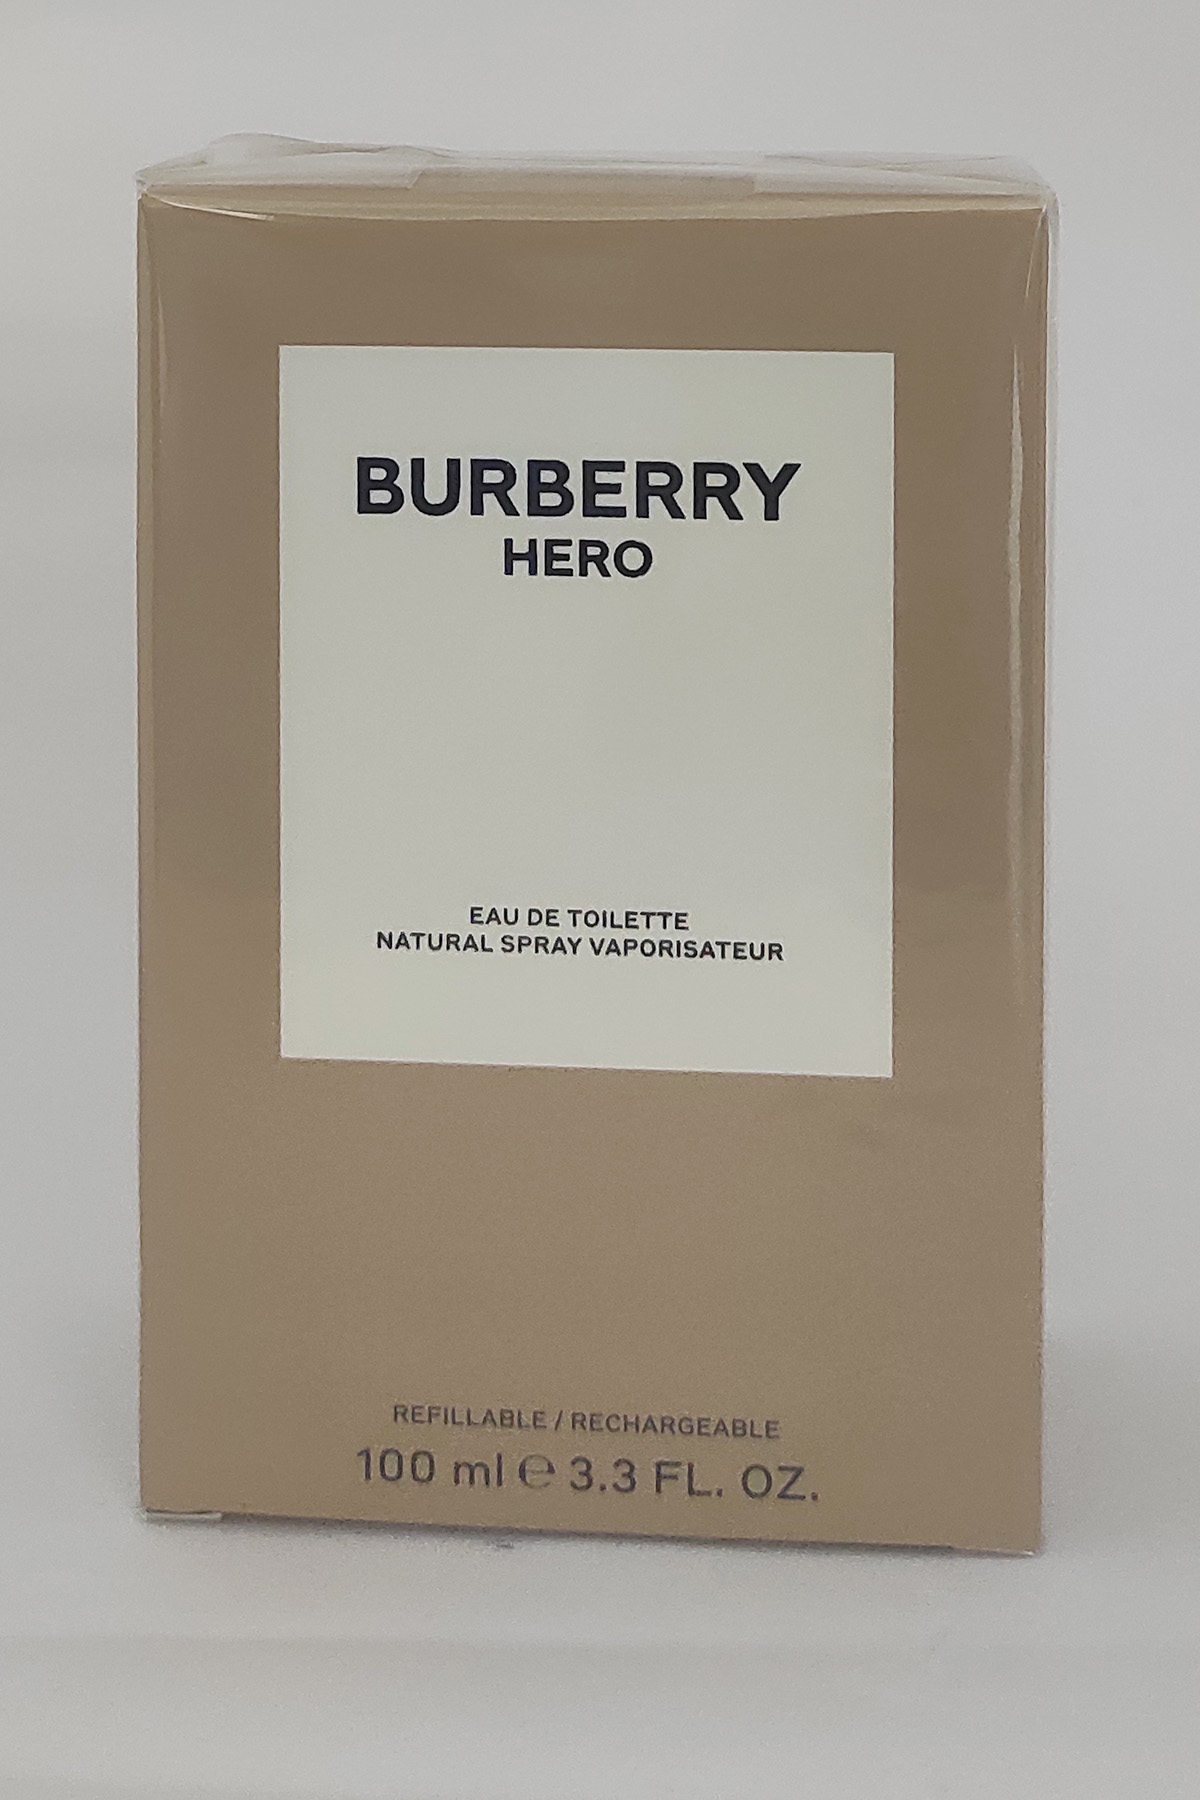 BURBERRY
HERO
EAU DE TOILETTE
NATURAL SPRAY VAPORISATEUR
REFILLABLE / RECHARGEABLE
100 ml ℮ 3.3 FL. OZ.